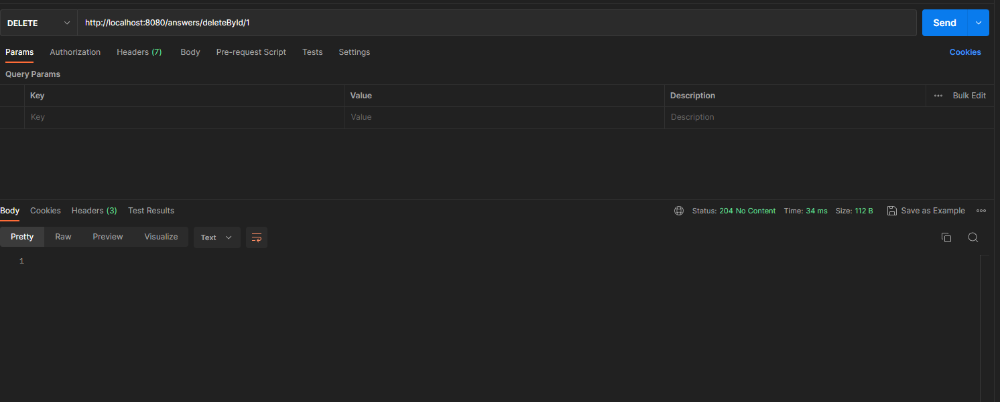 DELETE http://localhost:8080/answers/deleteById/1 Send
Params Authorization Headers (7) Body Pre-request Script Tests Settings Cookies
Query Params
Key Value Description Bulk Edit
Key Value Description
Body Cookies Headers (3) Test Results Status: 204 No Content Time: 34 ms Size: 112 B Save as Example
Pretty Raw Preview Visualize Text
1